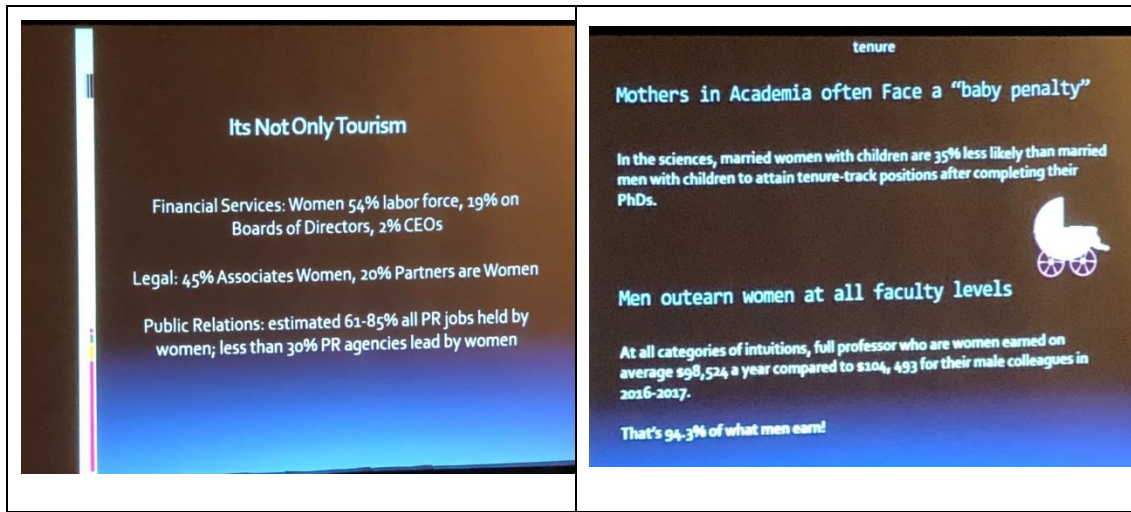 Its Not Only Tourism
Financial Services: Women 54% labor force, 19% on
Boards of Directors, 2% CEOs
Legal: 45% Associates Women, 20% Partners are Women
Public Relations: estimated 61-85% all PR jobs held by
women; less than 30% PR agencies lead by women
tenure
Mothers in Academia often Face a “baby penalty”
In the sciences, married women with children are 35% less likely than married
men with children to attain tenure-track positions after completing their
PhDs.
Men outearn women at all faculty levels
At all categories of intuitions, full professor who are women earned on
average $98,524 a year compared to $104, 493 for their male colleagues in
2016-2017.
That’s 94.3% of what men earn!